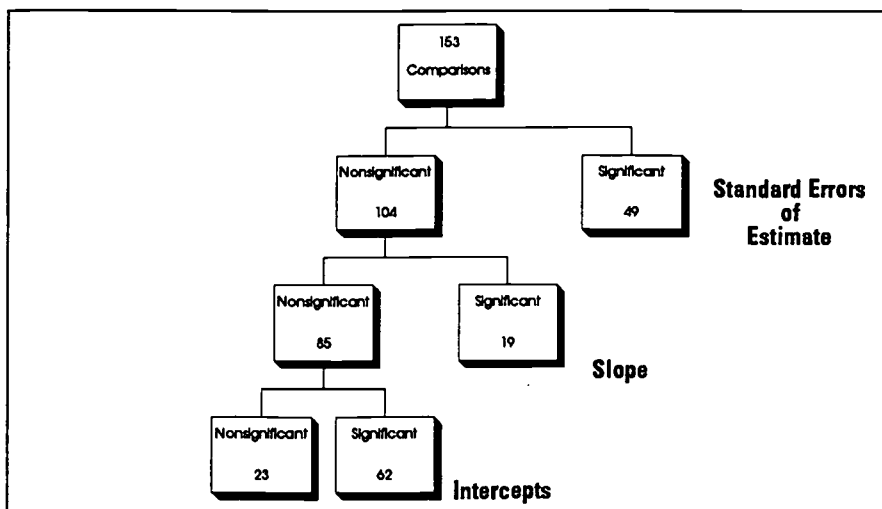 153
Comparisons
Nonsignificant
104
Significant
49
Standard Errors
of
Estimate
Nonsignificant
85
Significant
19
Slope
Nonsignificant
23
Significant
62
Intercepts